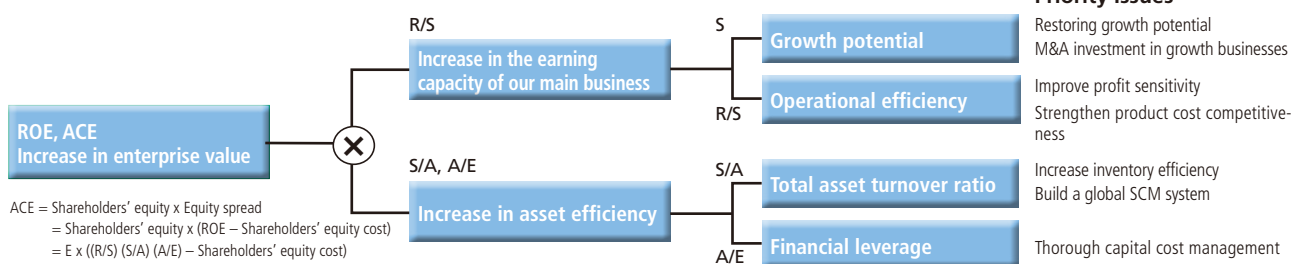 Priority Issues
R/S
S
Growth potential
Restoring growth potential
M&A investment in growth businesses
Increase in the earning
capacity of our main business
R/S
Operational efficiency
Improve profit sensitivity
Strengthen product cost competitive-
ness
ROE, ACE
Increase in enterprise value
×
S/A, A/E
S/A
Total asset turnover ratio
Increase inventory efficiency
Build a global SCM system
Increase in asset efficiency
A/E
Financial leverage
Thorough capital cost management
ACE = Shareholders’ equity x Equity spread
= Shareholders’ equity x (ROE – Shareholders’ equity cost)
= E x ((R/S) (S/A) (A/E) – Shareholders’ equity cost)